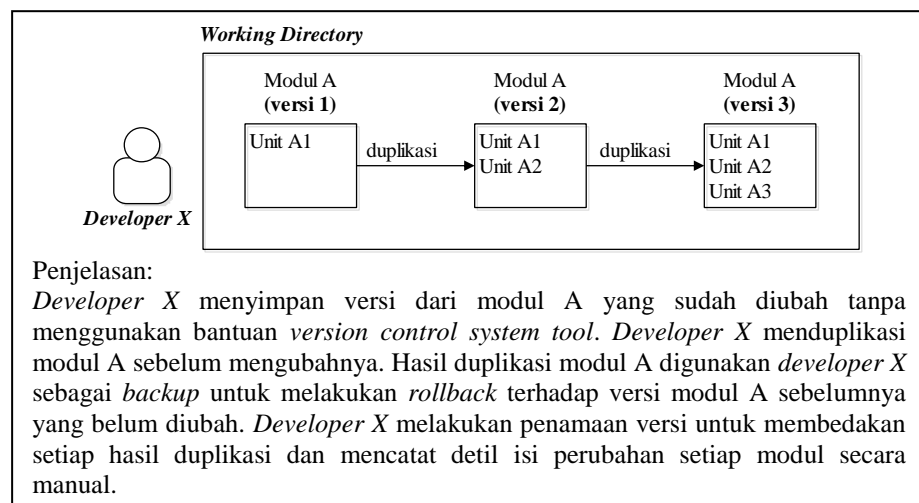 Working Directory
Modul A
(versi 1)
Modul A
(versi 2)
Modul A
(versi 3)
Unit A1
duplikasi
Unit A1
Unit A2
duplikasi
Unit A1
Unit A2
Unit A3
Developer X
Penjelasan:
Developer X menyimpan versi dari modul A yang sudah diubah tanpa
menggunakan bantuan version control system tool. Developer X menduplikasi
modul A sebelum mengubahnya. Hasil duplikasi modul A digunakan developer X
sebagai backup untuk melakukan rollback terhadap versi modul A sebelumnya
yang belum diubah. Developer X melakukan penamaan versi untuk membedakan
setiap hasil duplikasi dan mencatat detil isi perubahan setiap modul secara
manual.